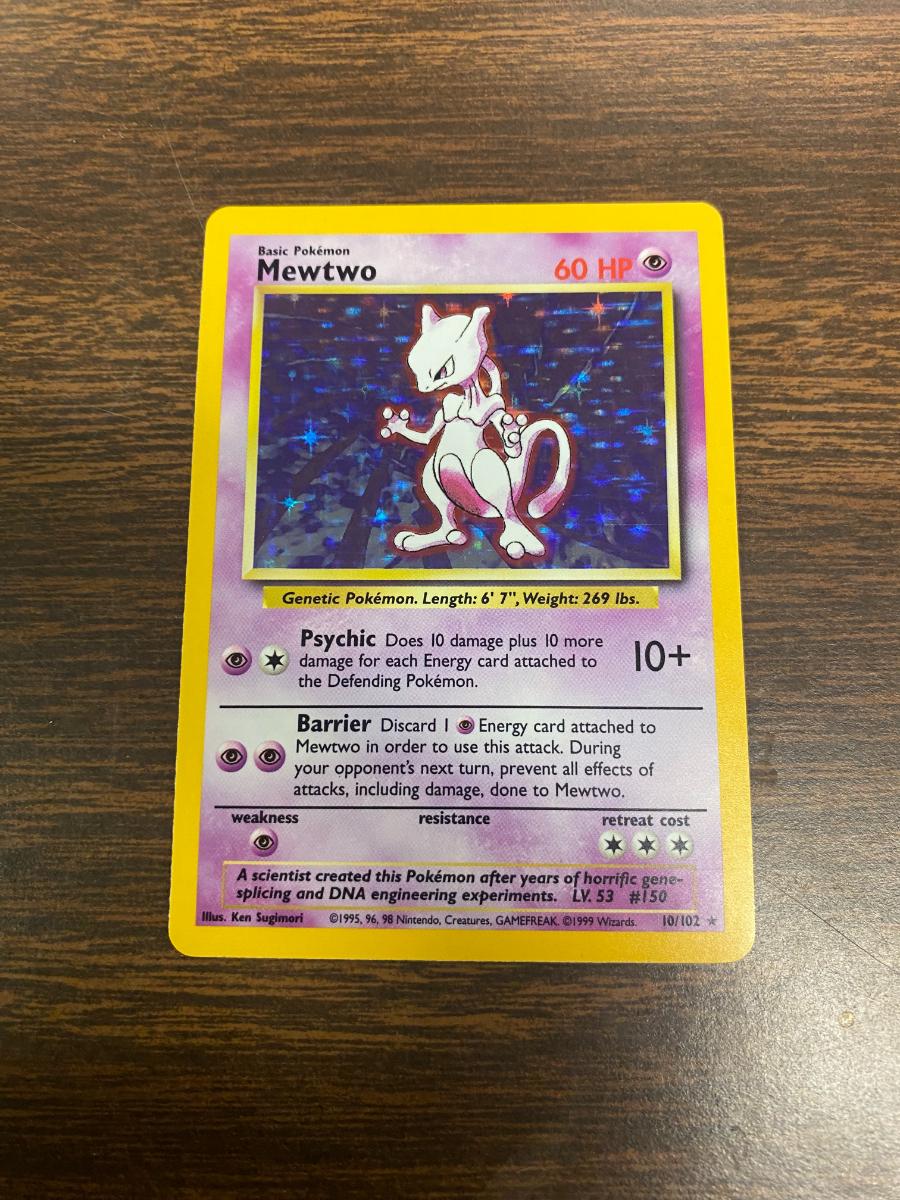 Basic Pokémon
Mewtwo 60 HP
Genetic Pokémon. Length: 6' 7", Weight: 269 lbs.
Psychic Does 10 damage plus 10 more
damage for each Energy card attached to
the Defending Pokémon.
10+
Barrier Discard 1 Energy card attached to
Mewtwo in order to use this attack. During
your opponent's next turn, prevent all effects of
attacks, including damage, done to Mewtwo.
weakness resistance retreat cost
A scientist created this Pokémon after years of horrific gene-
splicing and DNA engineering experiments. LV. 53 #150
Illus. Ken Sugimori ©1995, 96, 98 Nintendo, Creatures, GAMEFREAK. ©1999 Wizards. 10/102 ★